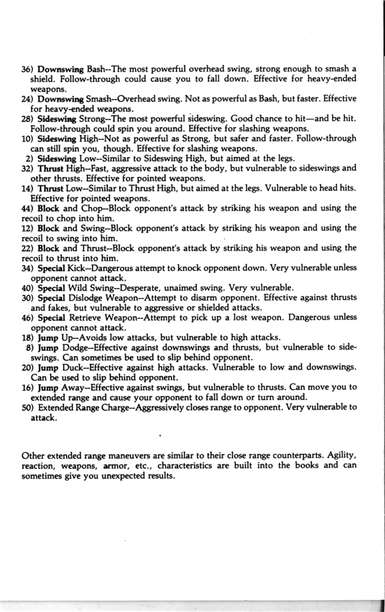 36) Downswing Bash--The most powerful overhead swing, strong enough to smash a
shield. Follow-through could cause you to fall down. Effective for heavy-ended
weapons.
24) Downswing Smash--Overhead swing. Not as powerful as Bash, but faster. Effective
for heavy-ended weapons.
28) Sideswing Strong--The most powerful sideswing. Good chance to hit—and be hit.
Follow-through could spin you around. Effective for slashing weapons.
10) Sideswing High--Not as powerful as Strong, but safer and faster. Follow-through
can still spin you, though. Effective for slashing weapons.
2) Sideswing Low--Similar to Sideswing High, but aimed at the legs.
32) Thrust High--Fast, aggressive attack to the body, but vulnerable to sideswings and
other thrusts. Effective for pointed weapons.
14) Thrust Low--Similar to Thrust High, but aimed at the legs. Vulnerable to head hits.
Effective for pointed weapons.
44) Block and Chop--Block opponent's attack by striking his weapon and using the
recoil to chop into him.
12) Block and Swing--Block opponent's attack by striking his weapon and using the
recoil to swing into him.
22) Block and Thrust--Block opponent's attack by striking his weapon and using the
recoil to thrust into him.
34) Special Kick--Dangerous attempt to knock opponent down. Very vulnerable unless
opponent cannot attack.
40) Special Wild Swing--Desperate, unaimed swing. Very vulnerable.
30) Special Dislodge Weapon--Attempt to disarm opponent. Effective against thrusts
and fakes, but vulnerable to aggressive or shielded attacks.
46) Special Retrieve Weapon--Attempt to pick up a lost weapon. Dangerous unless
opponent cannot attack.
18) Jump Up--Avoids low attacks, but vulnerable to high attacks.
8) Jump Dodge--Effective against downswings and thrusts, but vulnerable to side-
swings. Can sometimes be used to slip behind opponent.
20) Jump Duck--Effective against high attacks. Vulnerable to low and downswings.
Can be used to slip behind opponent.
16) Jump Away--Effective against swings, but vulnerable to thrusts. Can move you to
extended range and cause your opponent to fall down or turn around.
50) Extended Range Charge--Aggressively closes range to opponent. Very vulnerable to
attack.
Other extended range maneuvers are similar to their close range counterparts. Agility,
reaction, weapons, armor, etc., characteristics are built into the books and can
sometimes give you unexpected results.